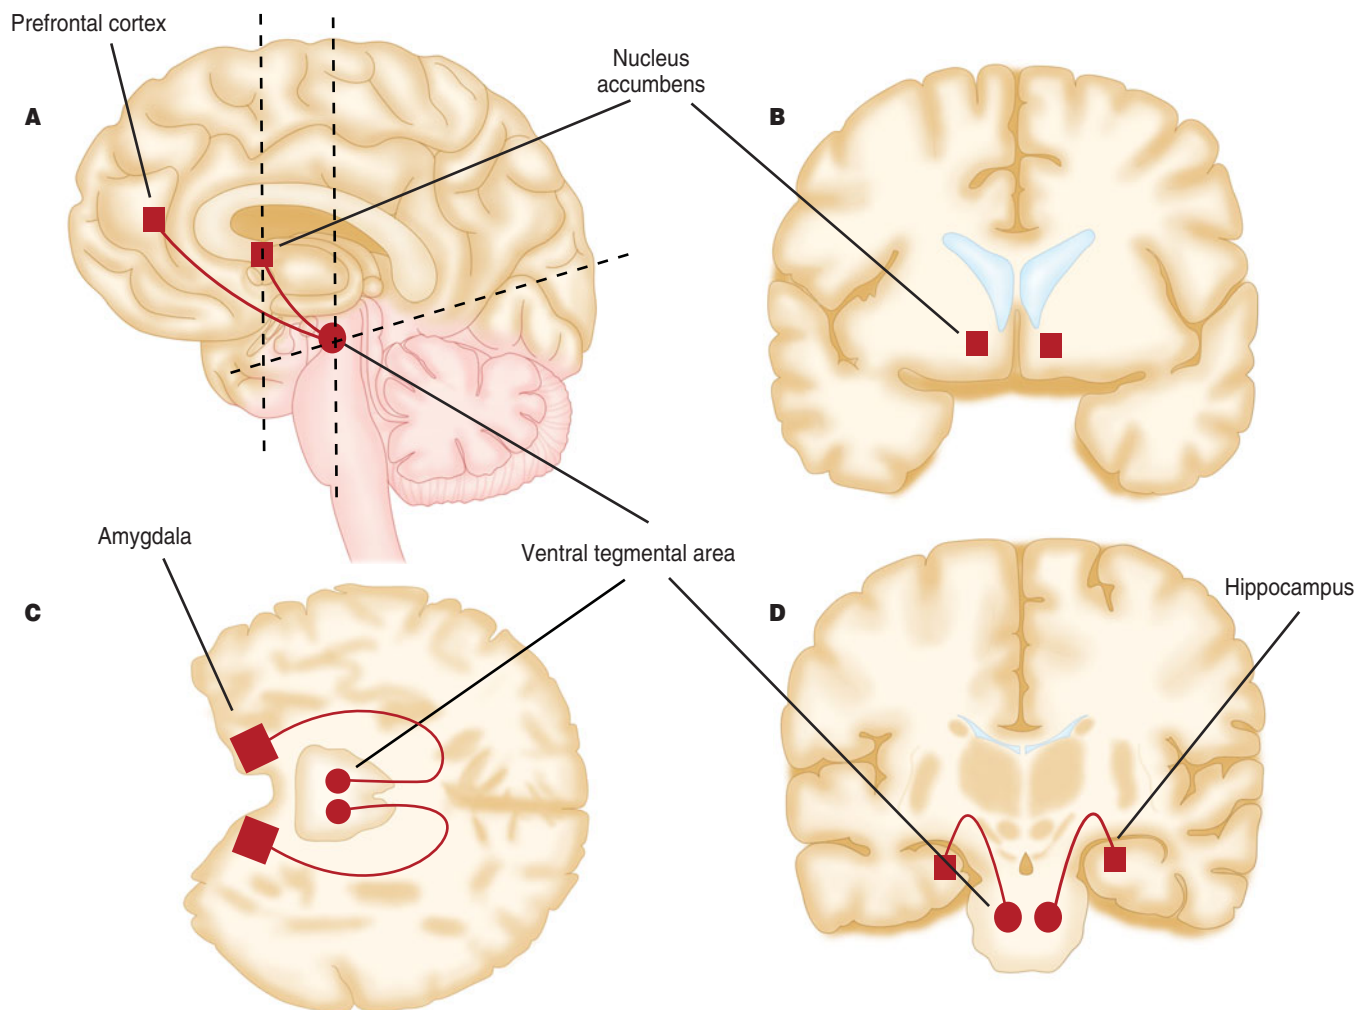 Prefrontal cortex
Nucleus
accumbens
A
B
Amygdala
Ventral tegmental area
Hippocampus
C
D